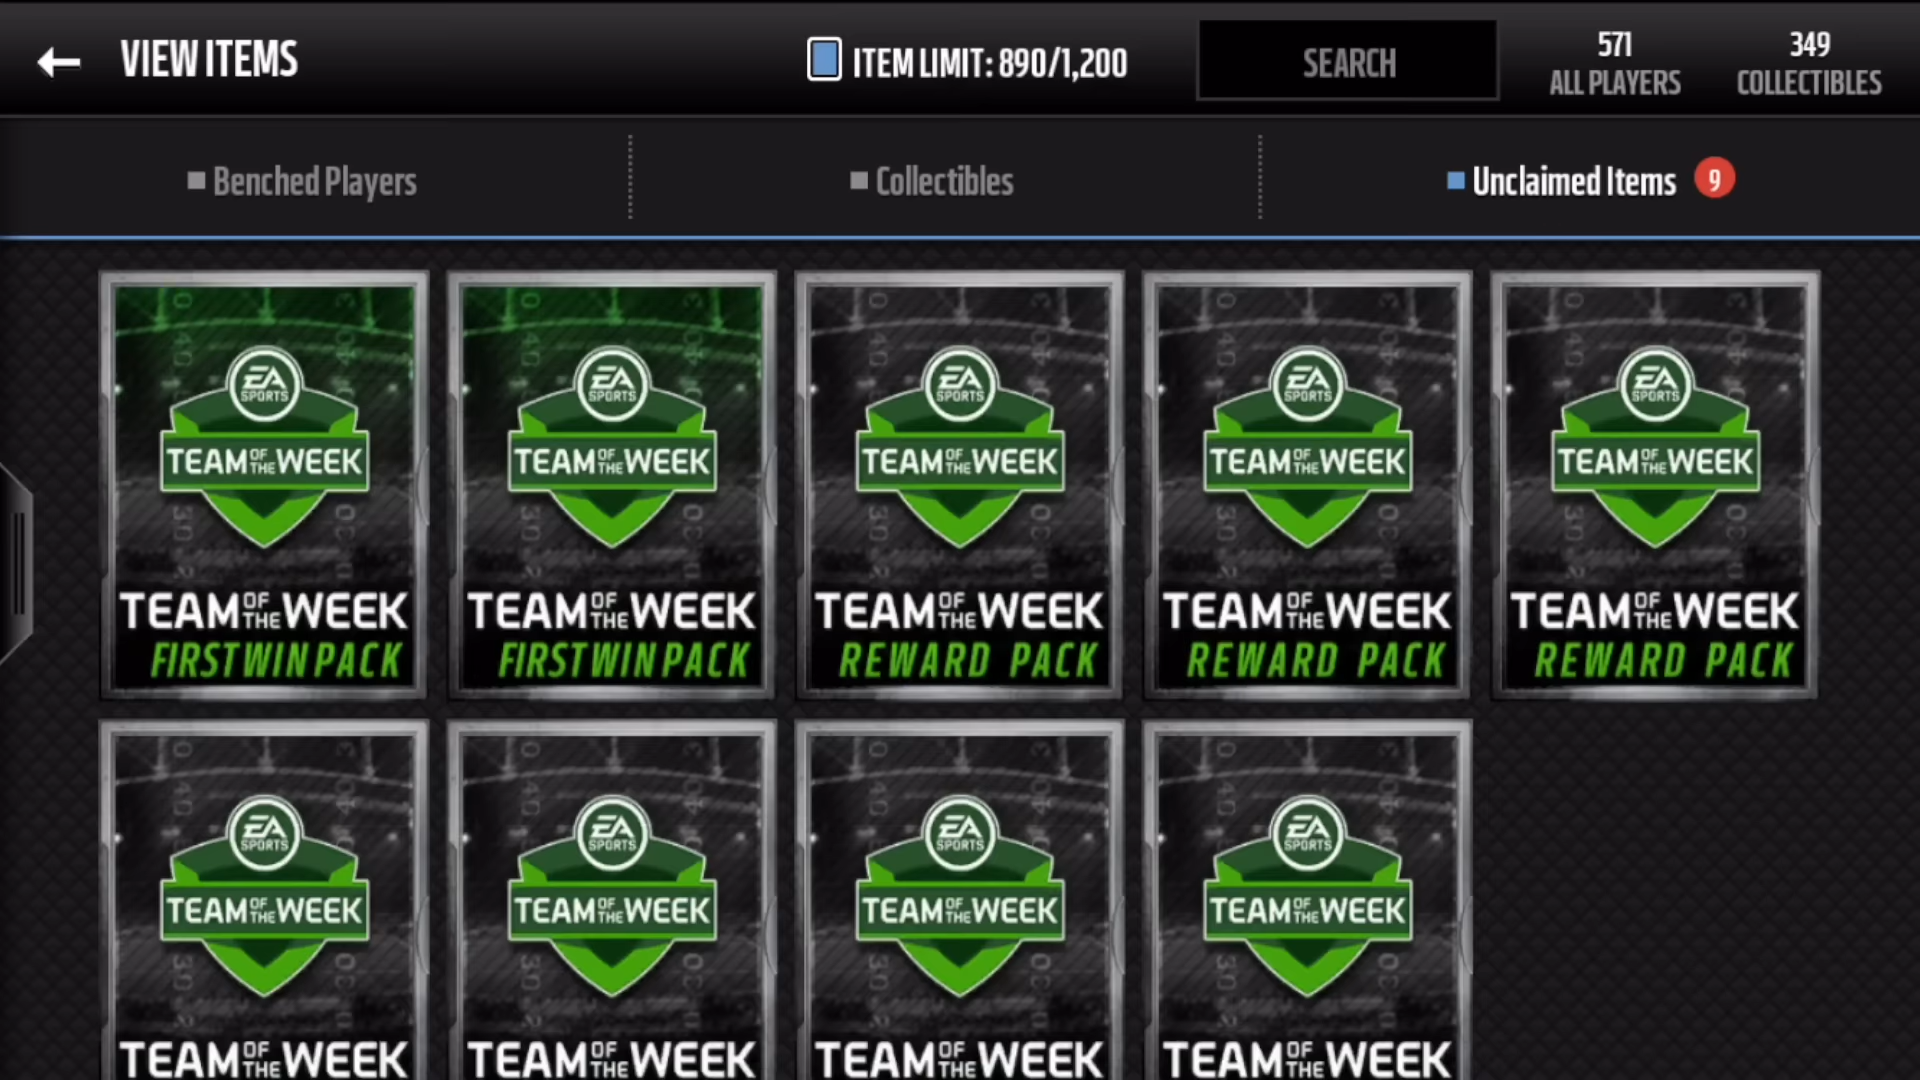 VIEW ITEMS
ITEM LIMIT: 890/1,200
SEARCH
571
ALL PLAYERS
349
COLLECTIBLES
Benched Players
Collectibles
Unclaimed Items 9
EA SPORTS
TEAM OF THE WEEK
TEAM OF THE WEEK
FIRST WIN PACK
EA SPORTS
TEAM OF THE WEEK
TEAM OF THE WEEK
FIRST WIN PACK
EA SPORTS
TEAM OF THE WEEK
TEAM OF THE WEEK
REWARD PACK
EA SPORTS
TEAM OF THE WEEK
TEAM OF THE WEEK
REWARD PACK
EA SPORTS
TEAM OF THE WEEK
TEAM OF THE WEEK
REWARD PACK
EA SPORTS
TEAM OF THE WEEK
TEAM OF THE WEEK
EA SPORTS
TEAM OF THE WEEK
TEAM OF THE WEEK
EA SPORTS
TEAM OF THE WEEK
TEAM OF THE WEEK
EA SPORTS
TEAM OF THE WEEK
TEAM OF THE WEEK